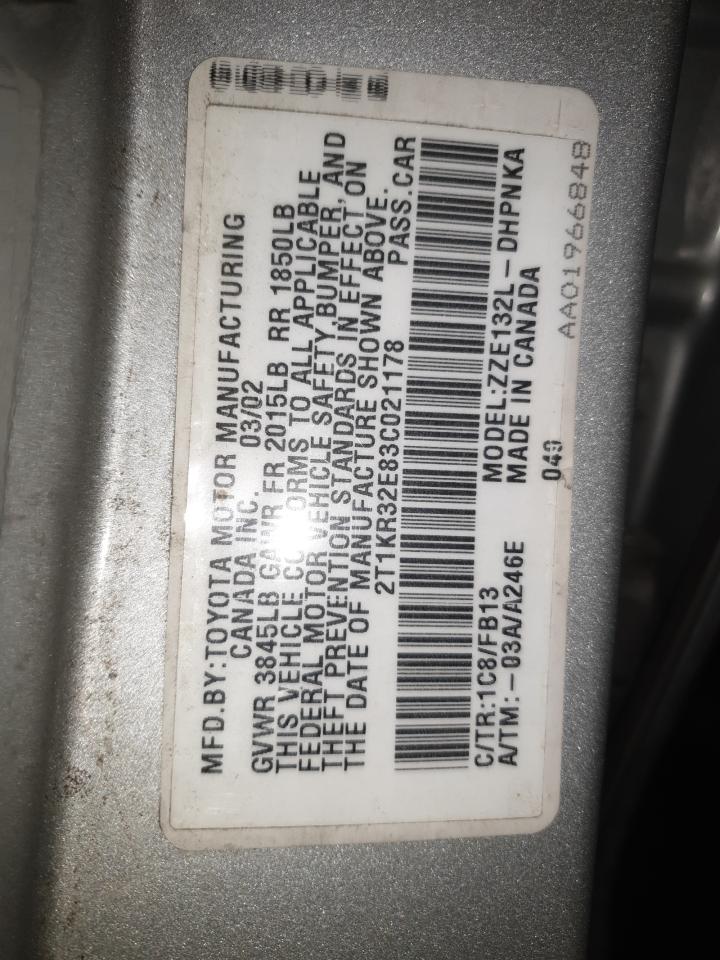 MFD.BY:TOYOTA MOTOR MANUFACTURING
CANADA INC. 03/02
GVWR 3845LB GAWR FR 2015LB RR 1850LB
THIS VEHICLE CONFORMS TO ALL APPLICABLE
FEDERAL MOTOR VEHICLE SAFETY, BUMPER, AND
THEFT PREVENTION STANDARDS IN EFFECT ON
THE DATE OF MANUFACTURE SHOWN ABOVE.
2T1KR32E83C021178 PASS.CAR
C/TR:1C8/FB13 MODEL:ZZE132L-DHPNKA
A/TM:-03A/A246E MADE IN CANADA
040
AA01966848